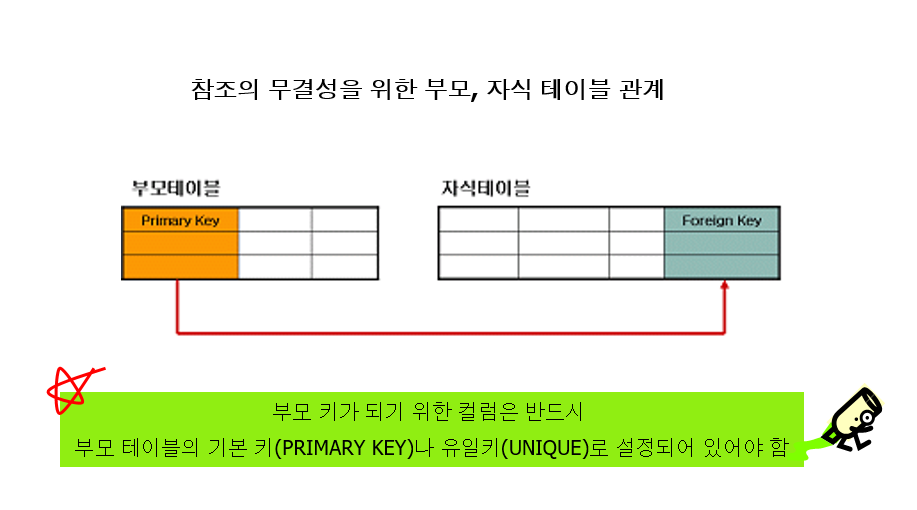 참조의 무결성을 위한 부모, 자식 테이블 관계
부모테이블
자식테이블
Primary Key
Foreign Key
부모 키가 되기 위한 컬럼은 반드시
부모 테이블의 기본 키(PRIMARY KEY)나 유일키(UNIQUE)로 설정되어 있어야 함